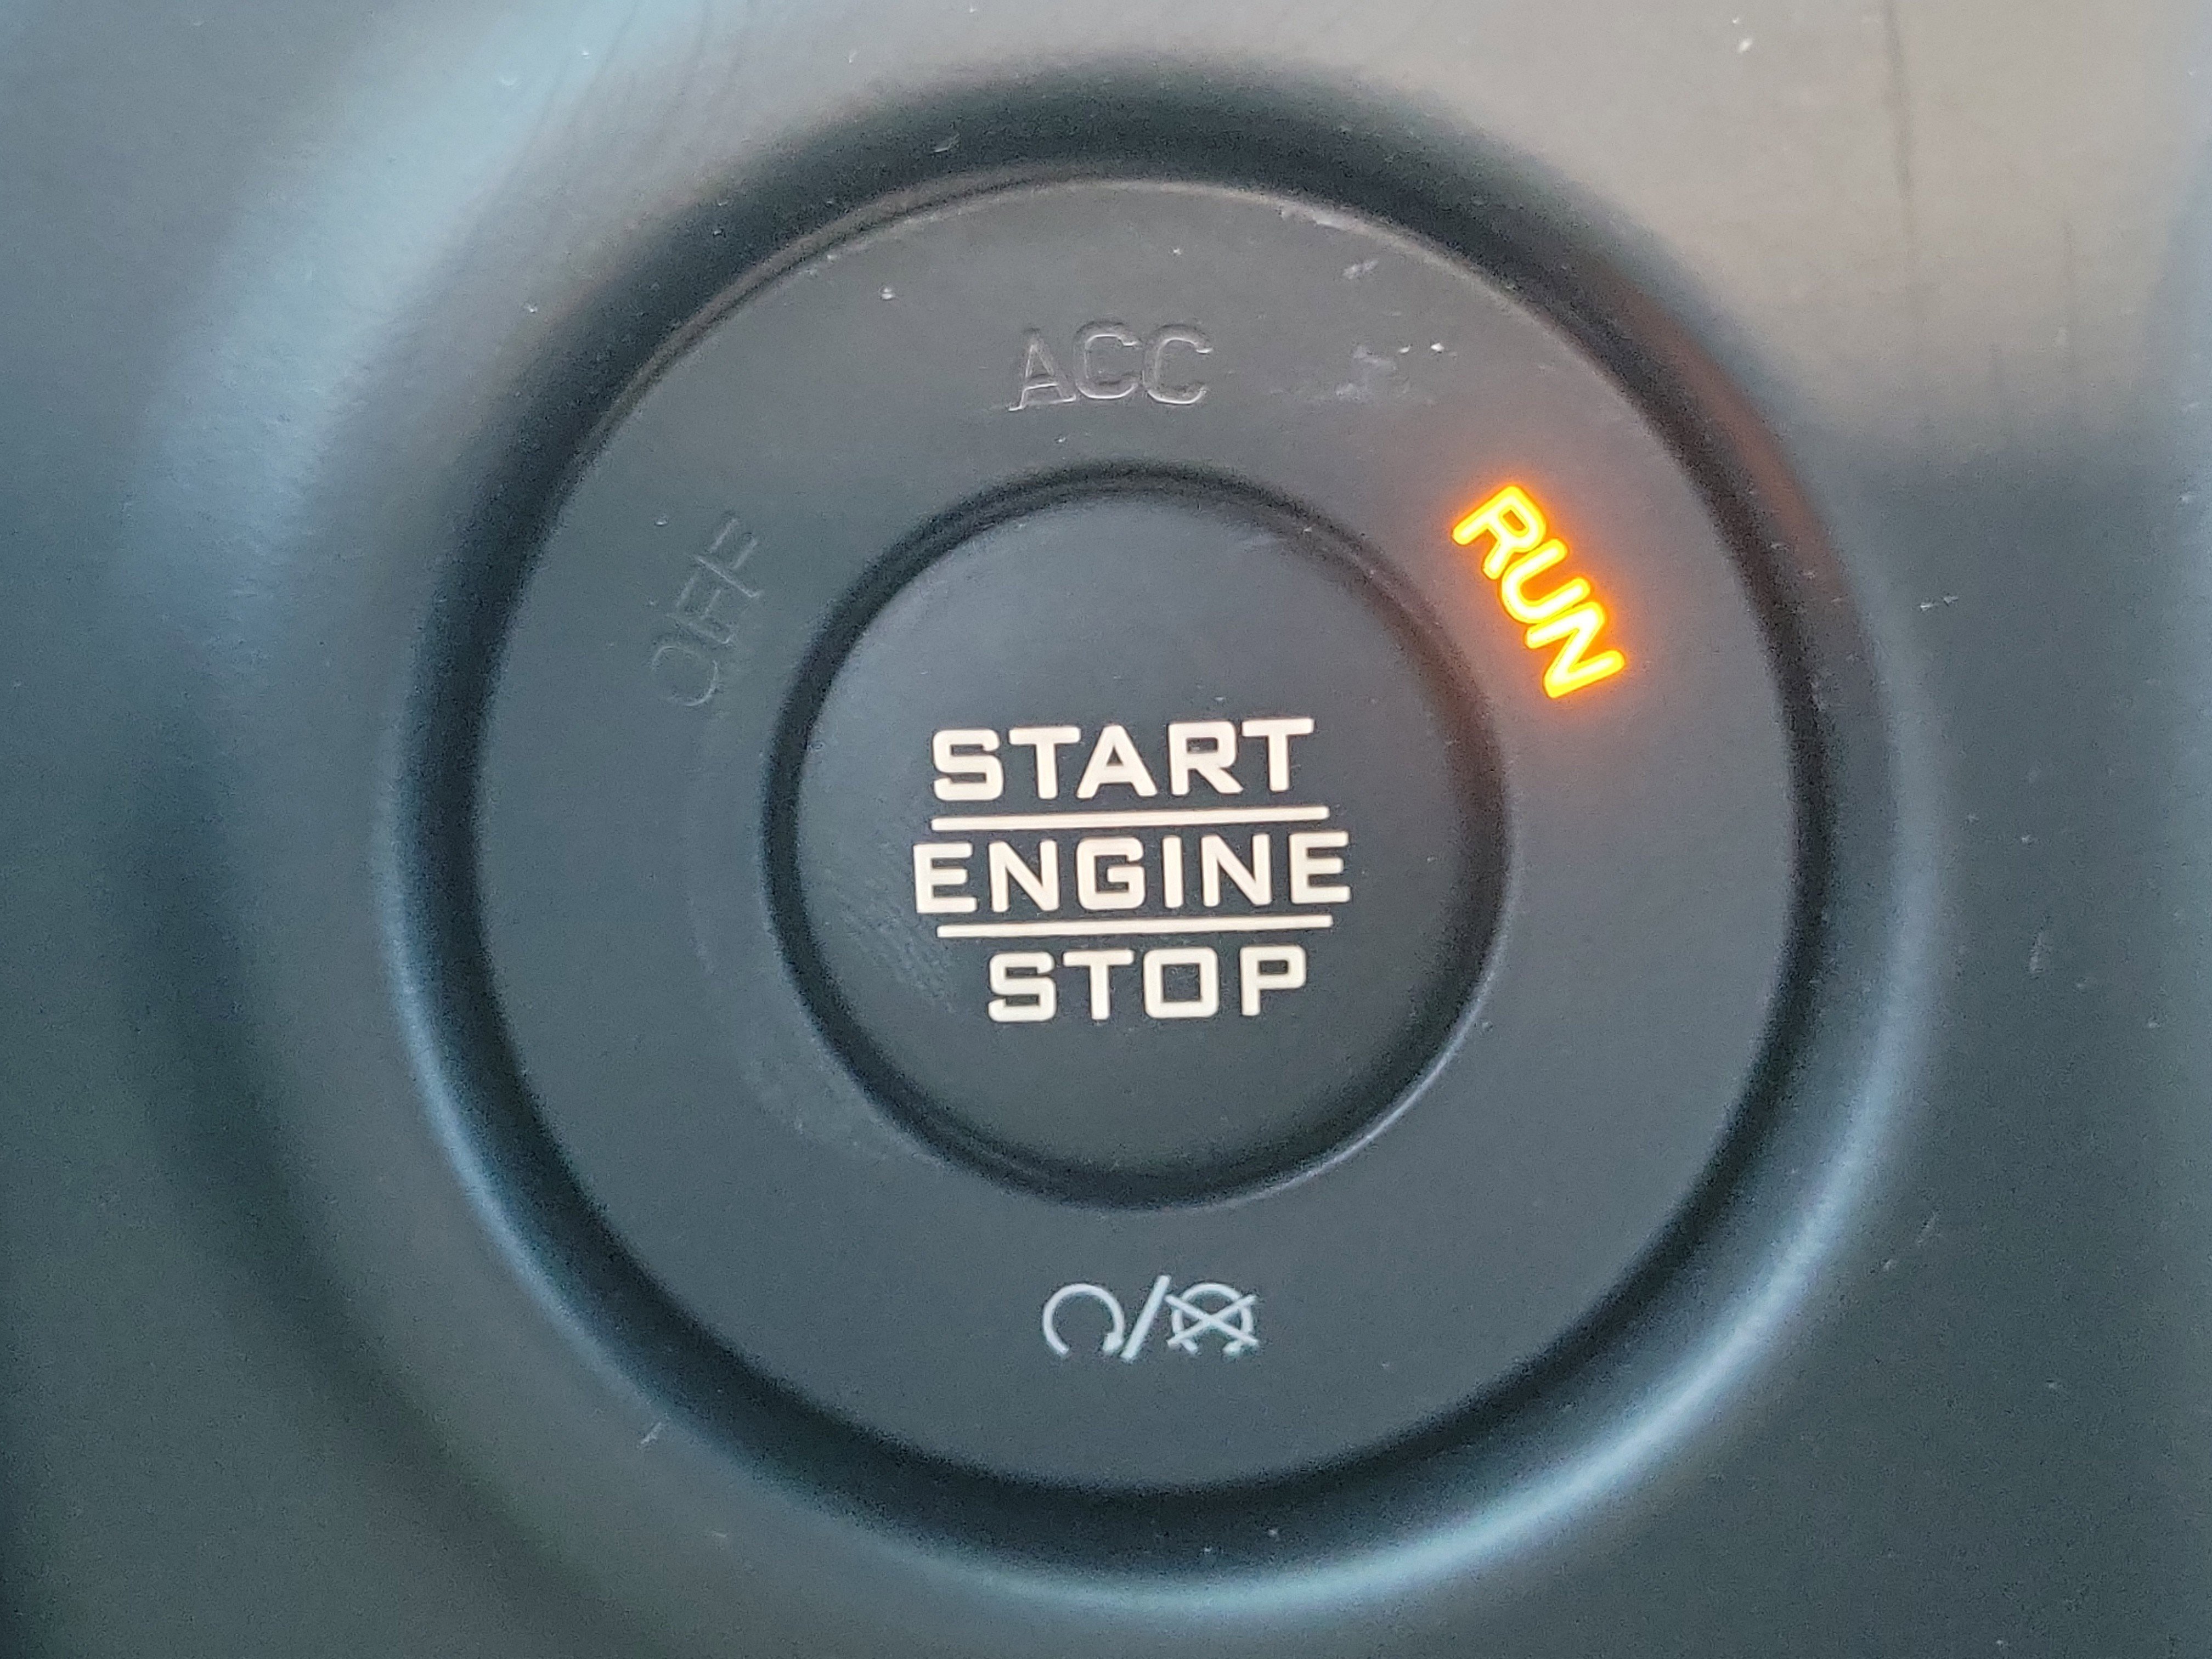 ACC
OFF
RUN
START
ENGINE
STOP